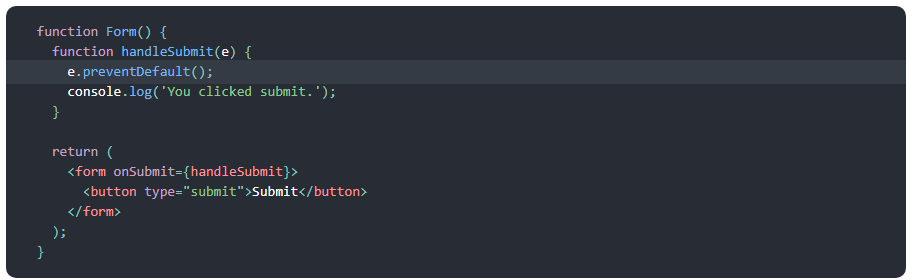 function Form() {
  function handleSubmit(e) {
    e.preventDefault();
    console.log('You clicked submit.');
  }

  return (
    <form onSubmit={handleSubmit}>
      <button type="submit">Submit</button>
    </form>
  );
}